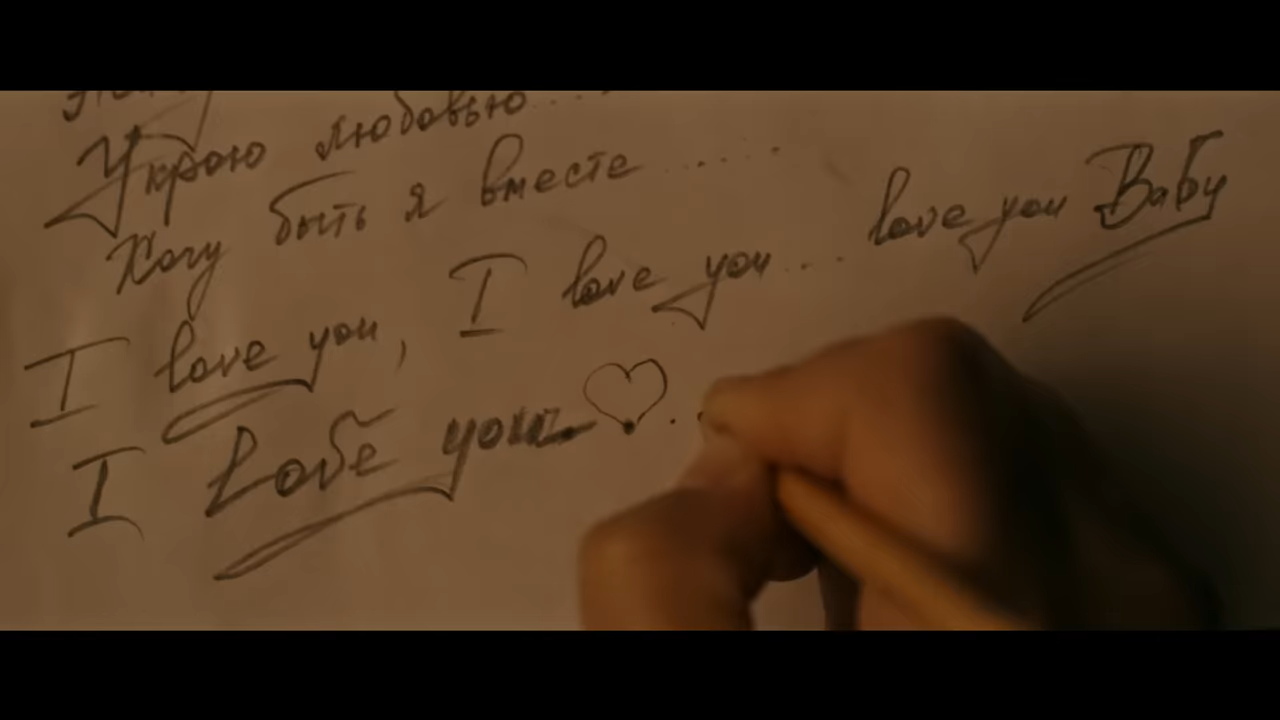 Укрою любовью...
Хочу быть я вместе .....
I love you, I love you... love you Baby
I Love you ♡..